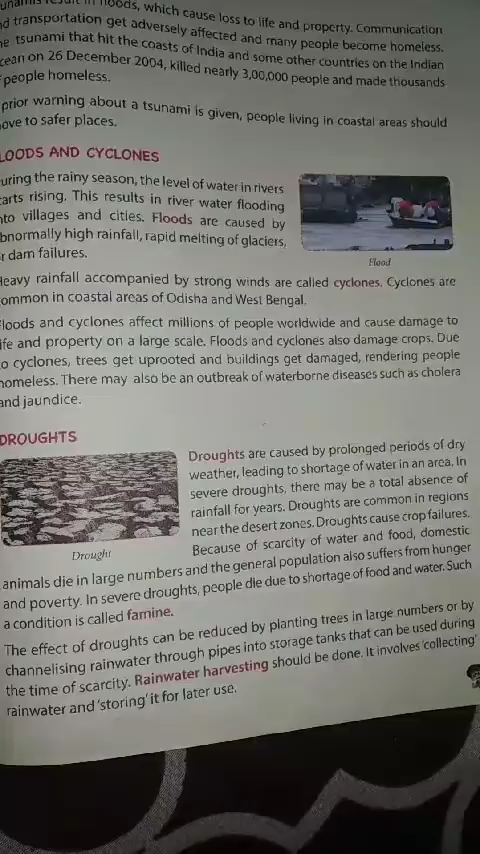 unamis result in floods, which cause loss to life and property. Communication
d transportation get adversely affected and many people become homeless.
e tsunami that hit the coasts of India and some other countries on the Indian
cean on 26 December 2004, killed nearly 3,00,000 people and made thousands
f people homeless.
prior warning about a tsunami is given, people living in coastal areas should
ove to safer places.
LOODS AND CYCLONES
uring the rainy season, the level of water in rivers
tarts rising. This results in river water flooding
nto villages and cities. Floods are caused by
bnormally high rainfall, rapid melting of glaciers,
r dam failures.
Flood
Heavy rainfall accompanied by strong winds are called cyclones. Cyclones are
ommon in coastal areas of Odisha and West Bengal.
Floods and cyclones affect millions of people worldwide and cause damage to
ife and property on a large scale. Floods and cyclones also damage crops. Due
o cyclones, trees get uprooted and buildings get damaged, rendering people
homeless. There may also be an outbreak of waterborne diseases such as cholera
and jaundice.
DROUGHTS
Droughts are caused by prolonged periods of dry
weather, leading to shortage of water in an area. In
severe droughts, there may be a total absence of
rainfall for years. Droughts are common in regions
near the desert zones. Droughts cause crop failures.
Because of scarcity of water and food, domestic
Drought
animals die in large numbers and the general population also suffers from hunger
and poverty. In severe droughts, people die due to shortage of food and water. Such
a condition is called famine.
The effect of droughts can be reduced by planting trees in large numbers or by
channelising rainwater through pipes into storage tanks that can be used during
the time of scarcity. Rainwater harvesting should be done. It involves 'collecting'
rainwater and 'storing' it for later use.